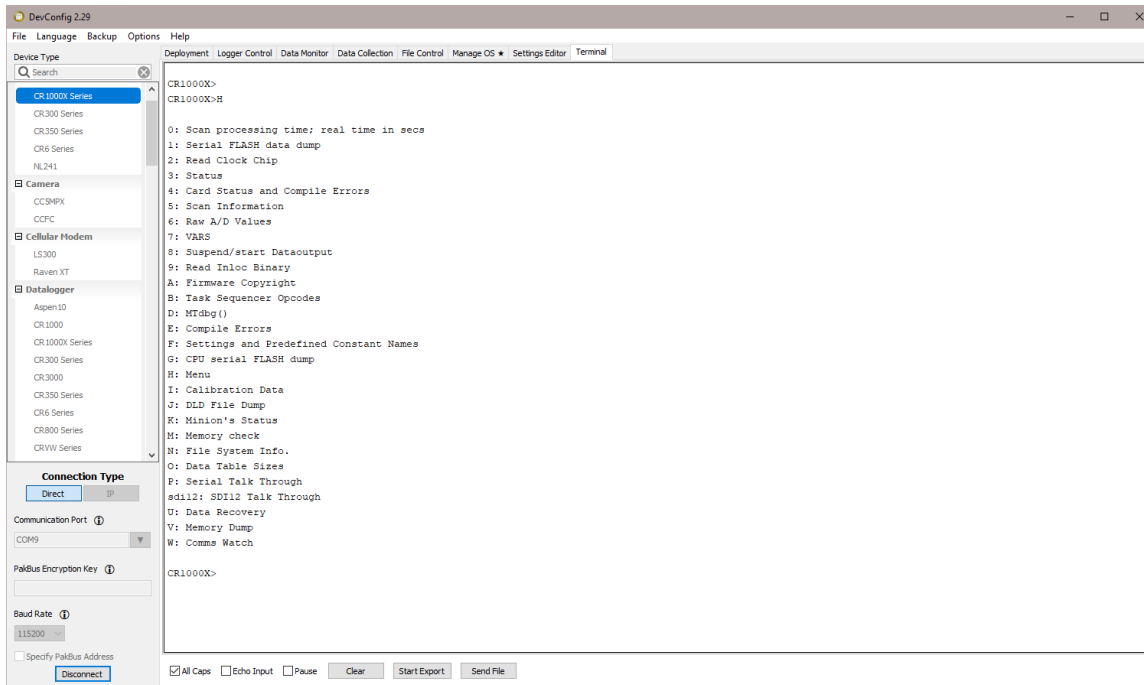 DevConfig 2.29
File Language Backup Options Help
Device Type
Search
CR1000X Series
CR300 Series
CR350 Series
CR6 Series
NL241
Camera
CC5MPX
CCFC
Cellular Modem
LS300
Raven XT
Datalogger
Aspen10
CR1000
CR1000X Series
CR300 Series
CR3000
CR350 Series
CR6 Series
CR800 Series
CRVW Series
Connection Type
Direct IP
Communication Port
COM9
PakBus Encryption Key
Baud Rate
115200
Specify PakBus Address
Disconnect
Deployment Logger Control Data Monitor Data Collection File Control Manage OS ★ Settings Editor Terminal
CR1000X>
CR1000X>H
0: Scan processing time; real time in secs
1: Serial FLASH data dump
2: Read Clock Chip
3: Status
4: Card Status and Compile Errors
5: Scan Information
6: Raw A/D Values
7: VARS
8: Suspend/start Dataoutput
9: Read Inloc Binary
A: Firmware Copyright
B: Task Sequencer Opcodes
D: MTdbg()
E: Compile Errors
F: Settings and Predefined Constant Names
G: CPU serial FLASH dump
H: Menu
I: Calibration Data
J: DLD File Dump
K: Minion's Status
M: Memory check
N: File System Info.
O: Data Table Sizes
P: Serial Talk Through
sdi12: SDI12 Talk Through
U: Data Recovery
V: Memory Dump
W: Comms Watch
CR1000X>
All Caps Echo Input Pause Clear Start Export Send File